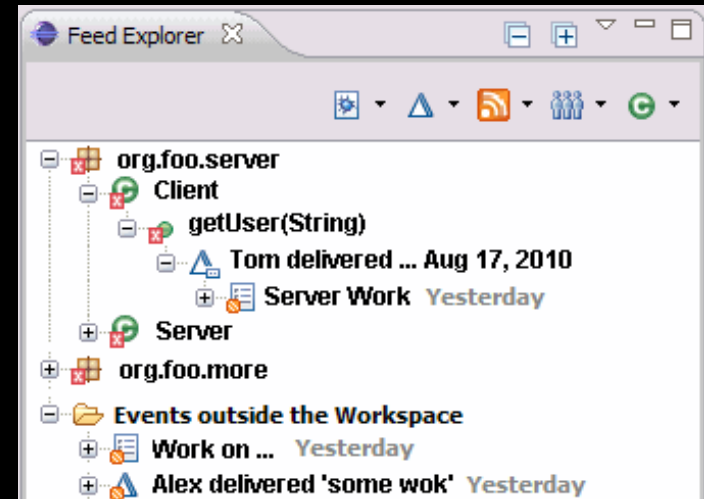 Feed Explorer
org.foo.server
Client
getUser(String)
Tom delivered ... Aug 17, 2010
Server Work Yesterday
Server
org.foo.more
Events outside the Workspace
Work on ... Yesterday
Alex delivered 'some wok' Yesterday